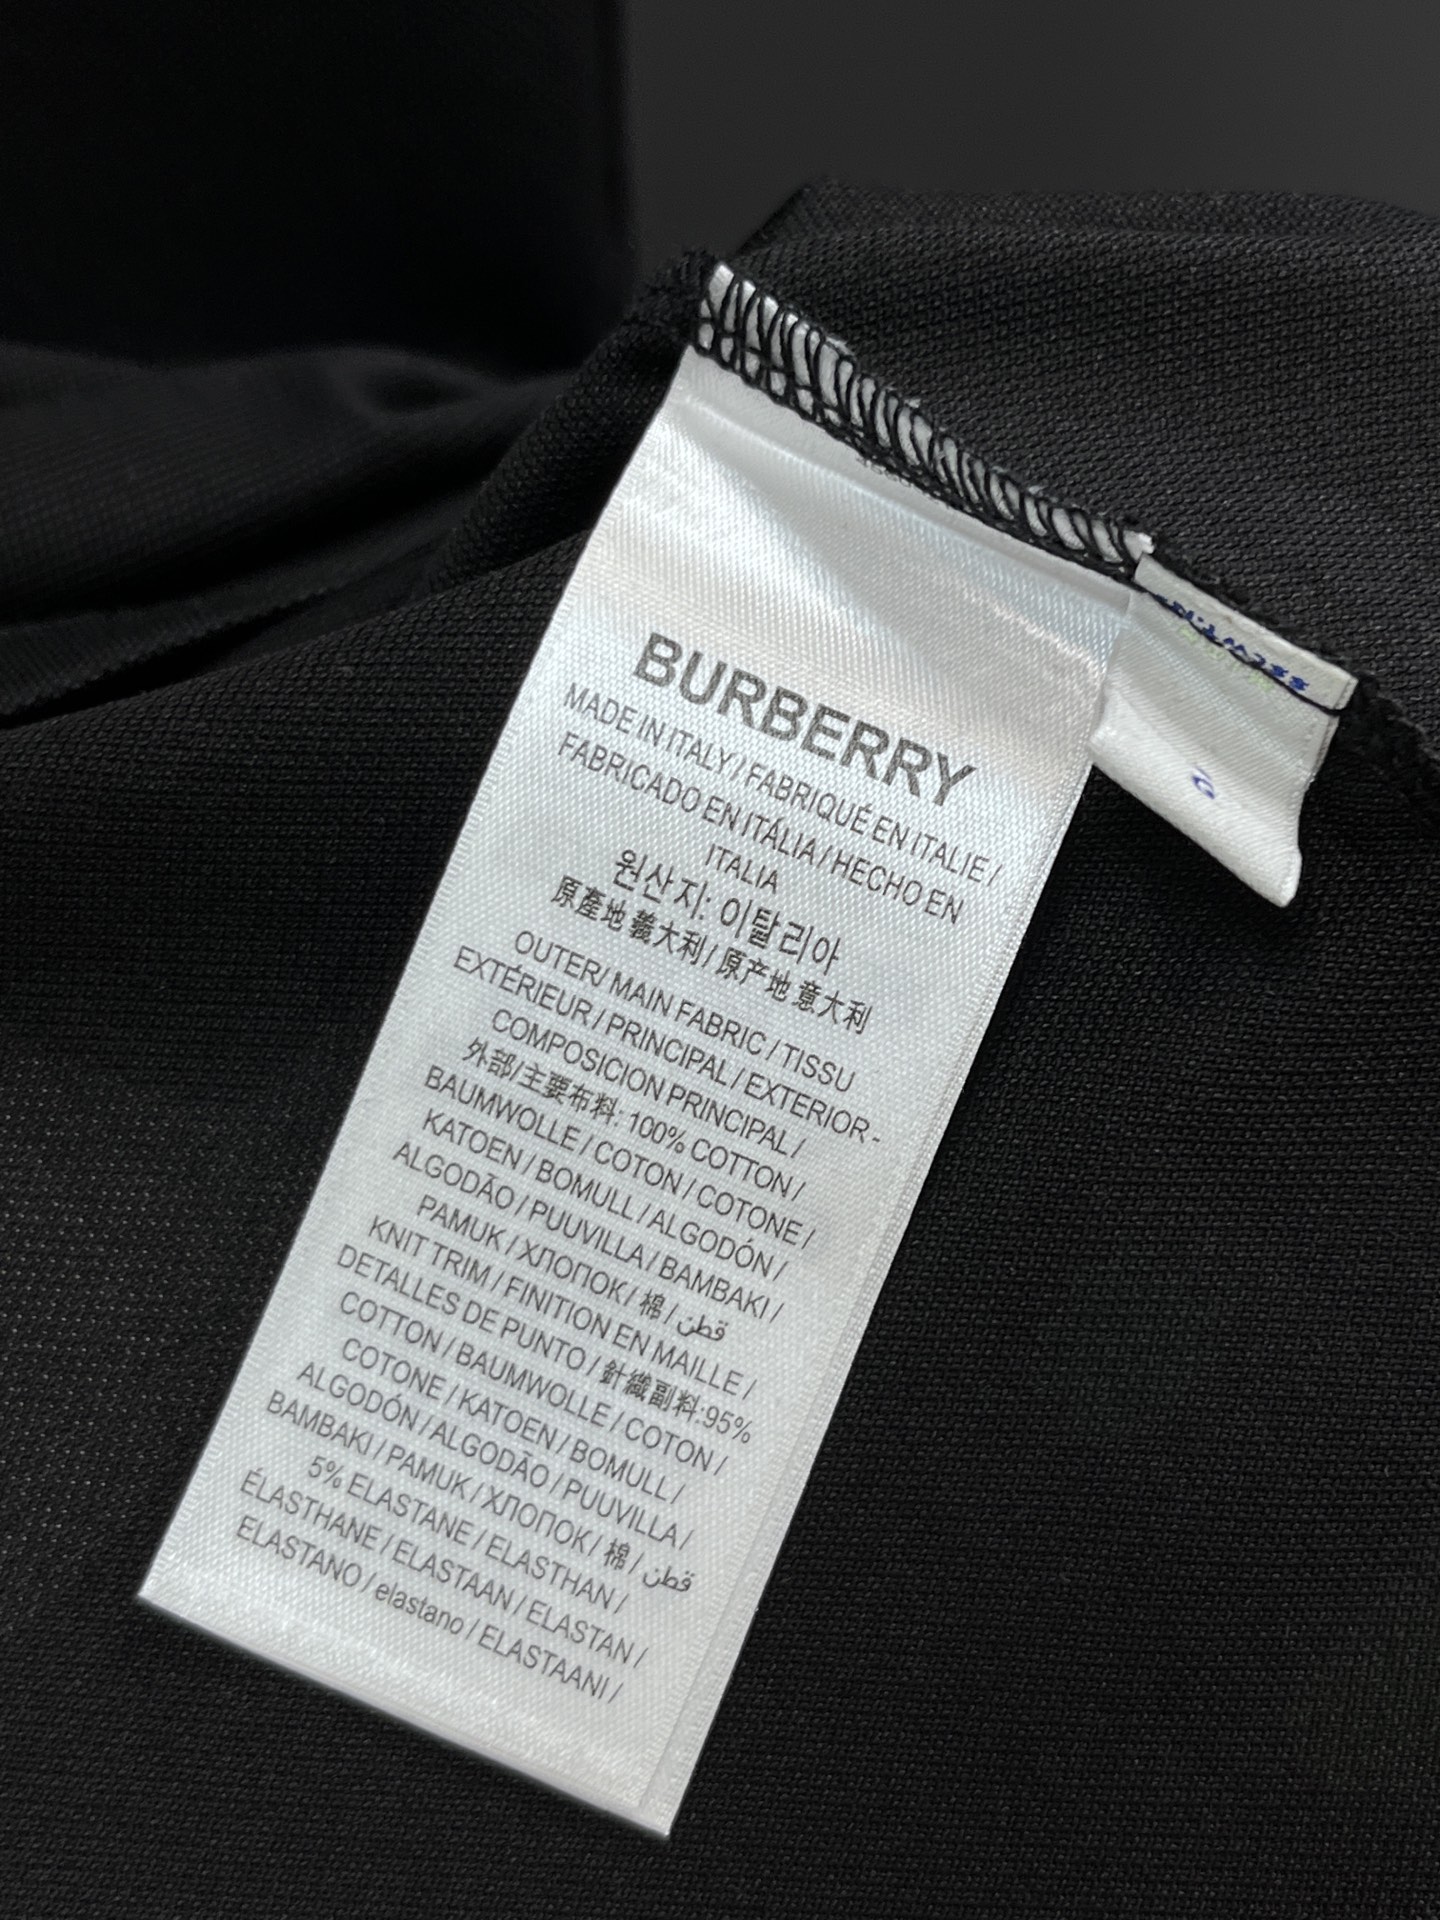 BURBERRY
MADE IN ITALY / FABRIQUÉ EN ITALIE /
FABRICADO EN ITÁLIA / HECHO EN
ITALIA
원산지: 이탈리아
原產地 義大利 / 原产地 意大利
OUTER/ MAIN FABRIC / TISSU
EXTÉRIEUR / PRINCIPAL / EXTERIOR -
COMPOSICION PRINCIPAL /
外部/主要布料: 100% COTTON /
BAUMWOLLE / COTON / COTONE /
KATOEN / BOMULL / ALGODÓN /
ALGODÃO / PUUVILLA / BAMBAKI /
PAMUK / ХЛОПОК / 棉 / قطن
KNIT TRIM / FINITION EN MAILLE /
DETALLES DE PUNTO / 針織副料:95%
COTTON / BAUMWOLLE / COTON /
COTONE / KATOEN / BOMULL /
ALGODÓN / ALGODÃO / PUUVILLA /
BAMBAKI / PAMUK / ХЛОПОК / 棉 / قطن
5% ELASTANE / ELASTHAN /
ÉLASTHANE / ELASTAAN / ELASTAN /
ELASTANO / elastano / ELASTAANI /